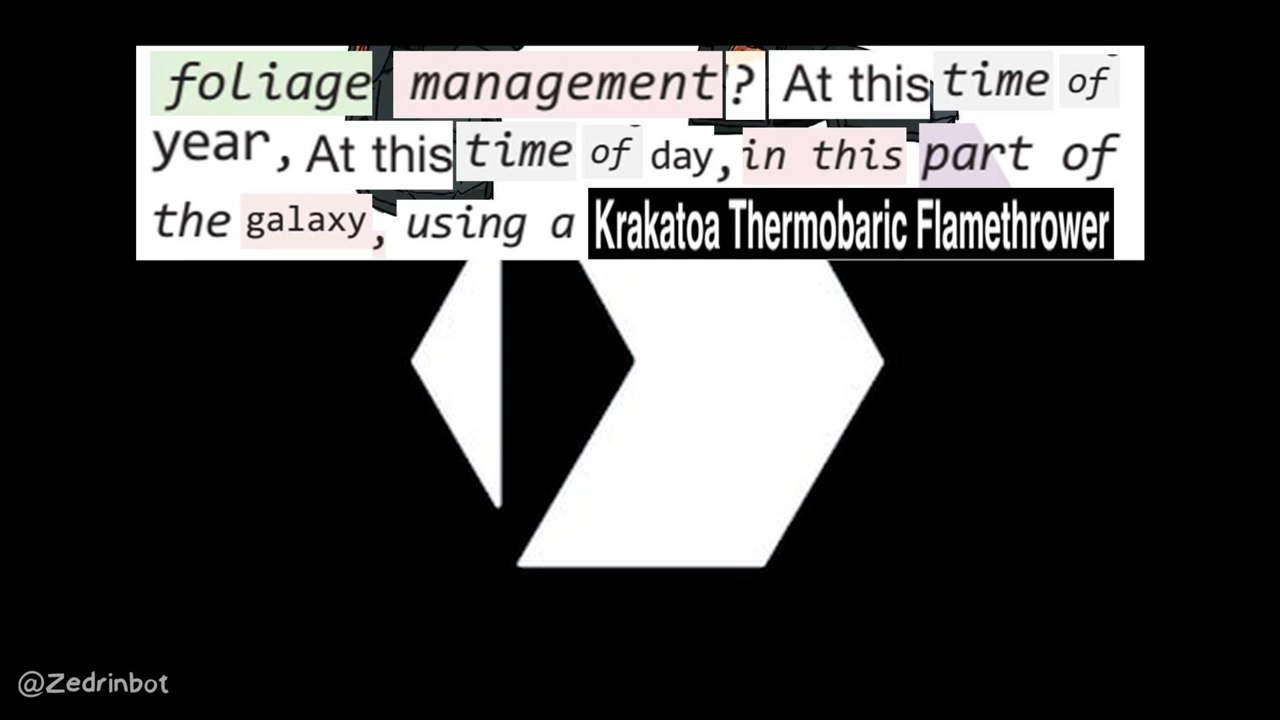 foliage management? At this time of
year, At this time of day, in this part of
the galaxy, using a Krakatoa Thermobaric Flamethrower
@Zedrinbot